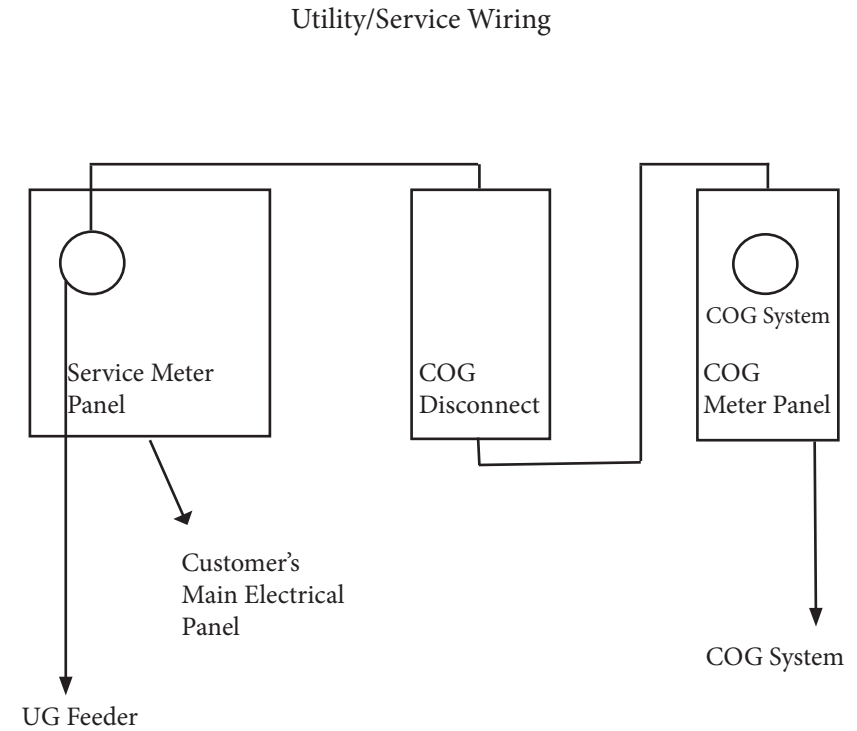 Utility/Service Wiring
COG System
Service Meter
Panel
COG
Disconnect
COG
Meter Panel
Customer's
Main Electrical
Panel
COG System
UG Feeder